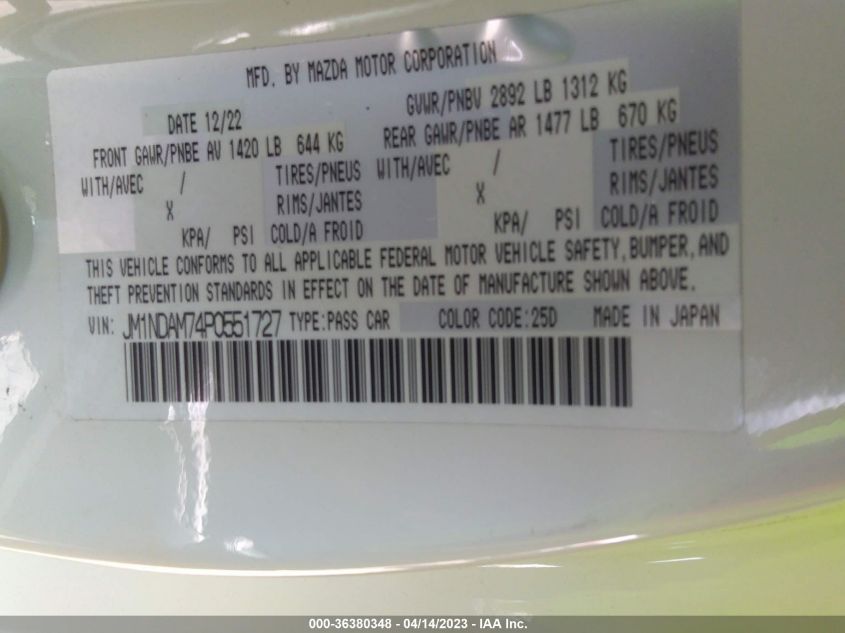 MFD. BY MAZDA MOTOR CORPORATION
DATE 12/22
GVWR/PNBV 2892 LB 1312 KG
FRONT GAWR/PNBE AV 1420 LB 644 KG
REAR GAWR/PNBE AR 1477 LB 670 KG
WITH/AVEC / TIRES/PNEUS
WITH/AVEC / TIRES/PNEUS
X RIMS/JANTES
X RIMS/JANTES
KPA/ PSI COLD/A FROID
KPA/ PSI COLD/A FROID
THIS VEHICLE CONFORMS TO ALL APPLICABLE FEDERAL MOTOR VEHICLE SAFETY, BUMPER, AND
THEFT PREVENTION STANDARDS IN EFFECT ON THE DATE OF MANUFACTURE SHOWN ABOVE.
VIN: JM1NDAM74P0551727 TYPE:PASS CAR COLOR CODE:25D MADE IN JAPAN
000-36380348 - 04/14/2023 - IAA Inc.